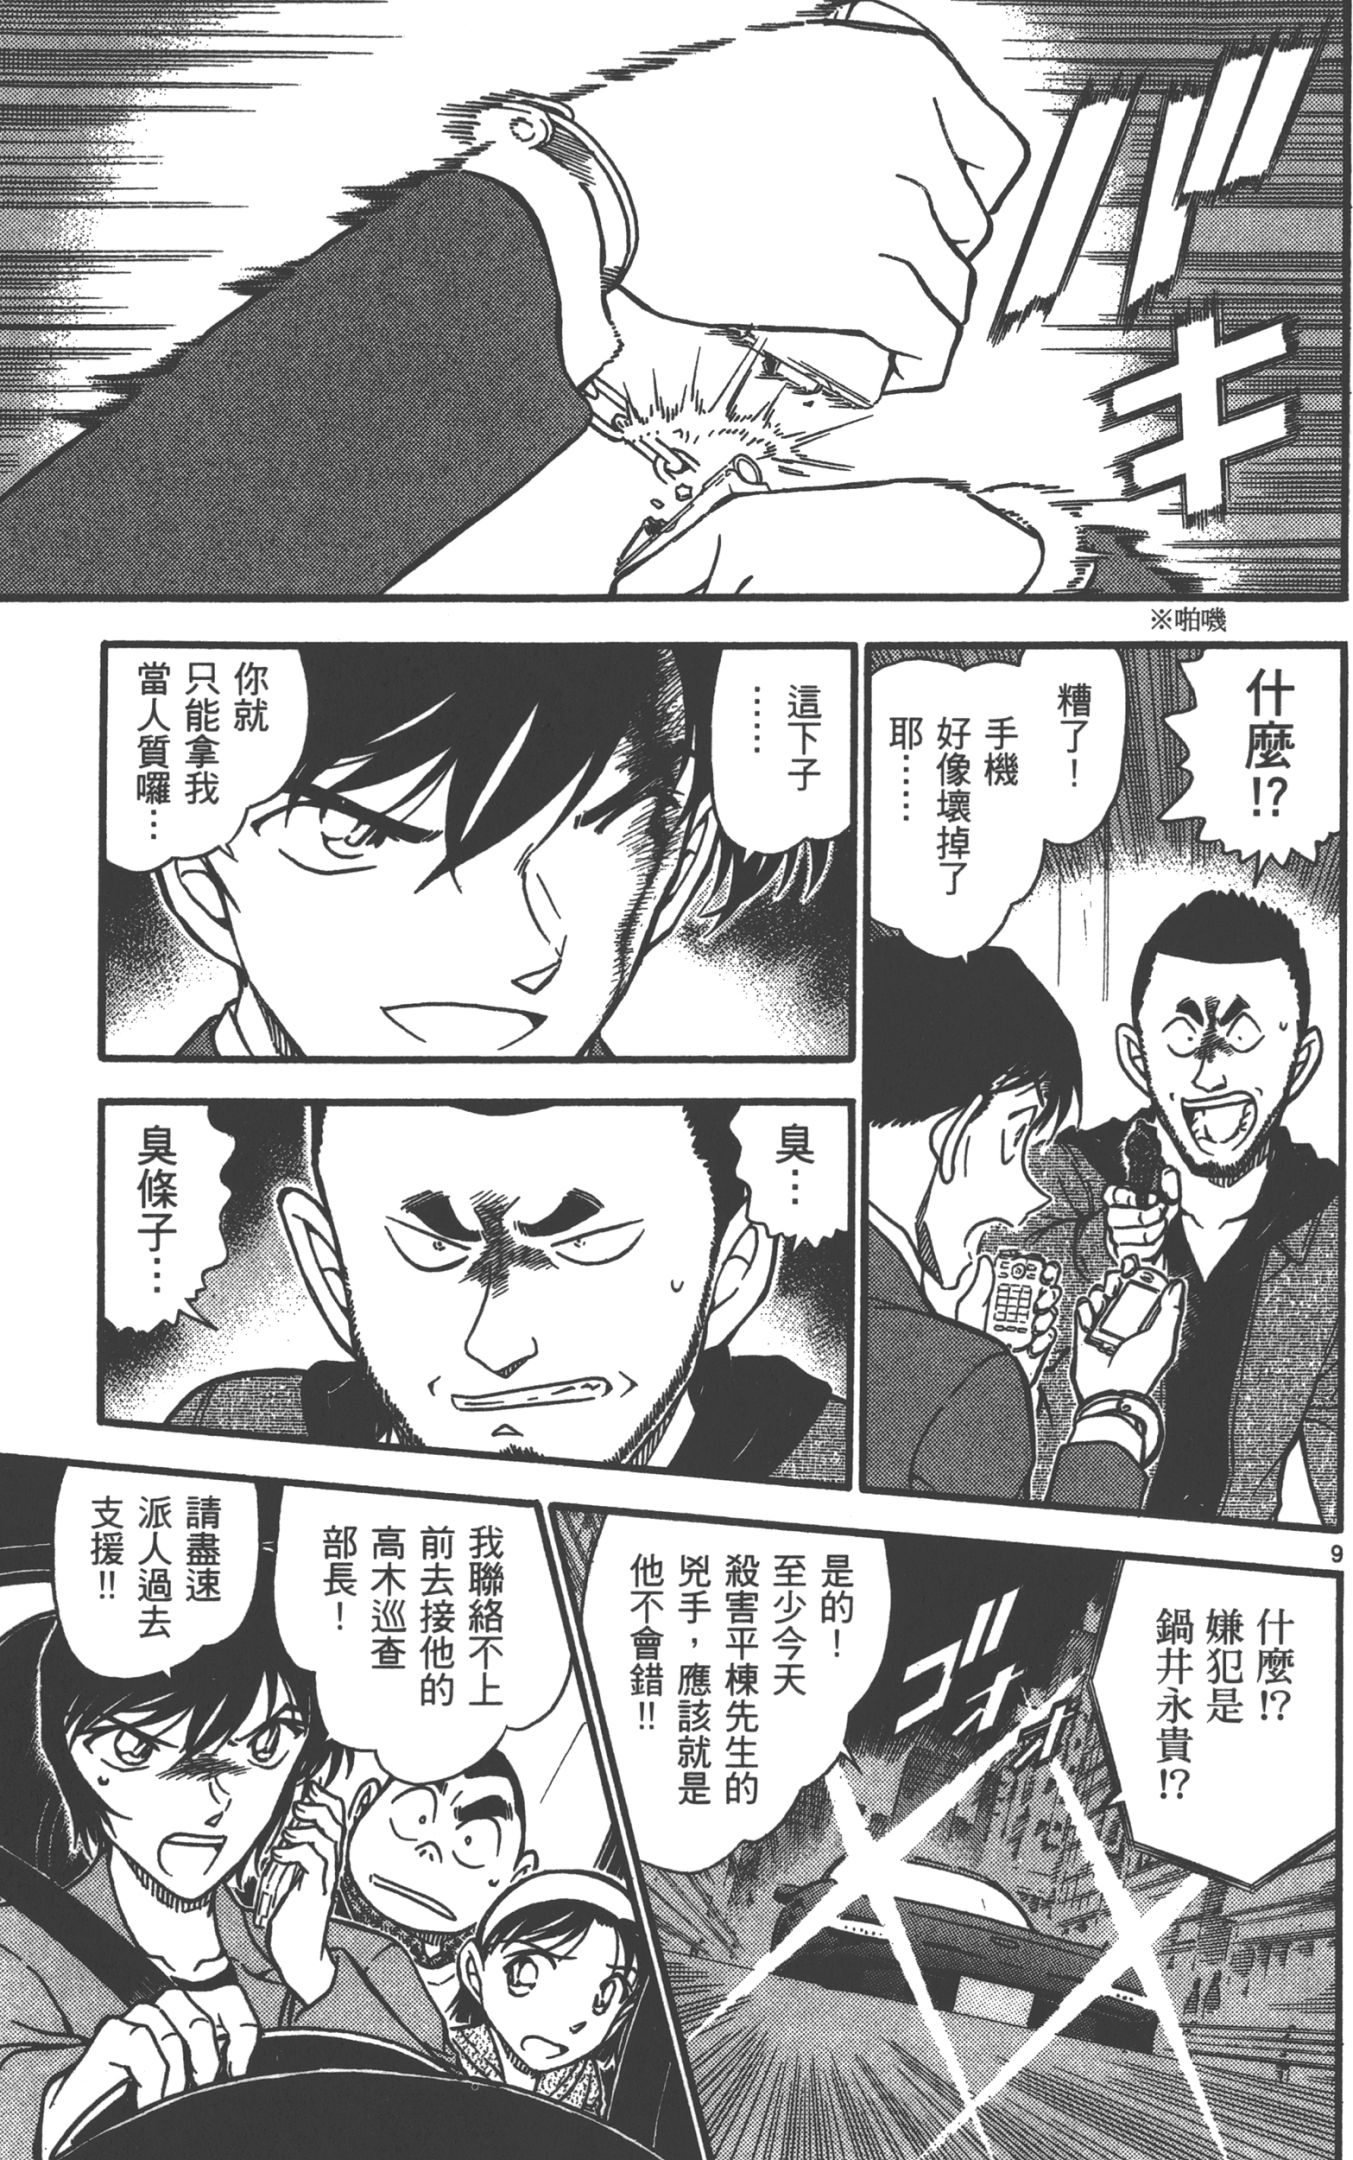 バキ
※啪嘰
什麼!?
糟了!
手機
好像壞掉了
耶……
這下子
……
你就
只能拿我
當人質囉…
臭…
臭條子…
9
什麼!?
嫌犯是
鍋井永貴!?
ゴオオ
是的!
至少今天
殺害平棟先生的
兇手,應該就是
他不會錯!!
我聯絡不上
前去接他的
高木巡查
部長!
請盡速
派人過去
支援!!